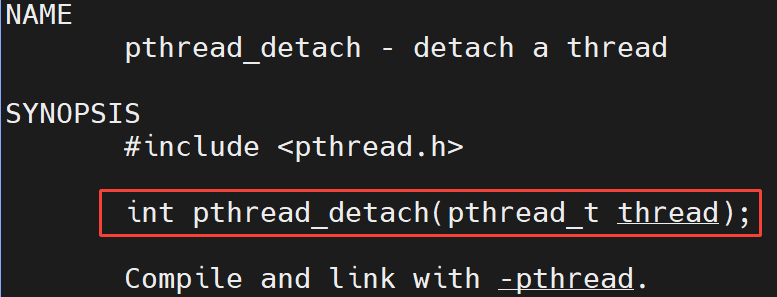 NAME
pthread_detach - detach a thread
SYNOPSIS
#include <pthread.h>
int pthread_detach(pthread_t thread);
Compile and link with -pthread.